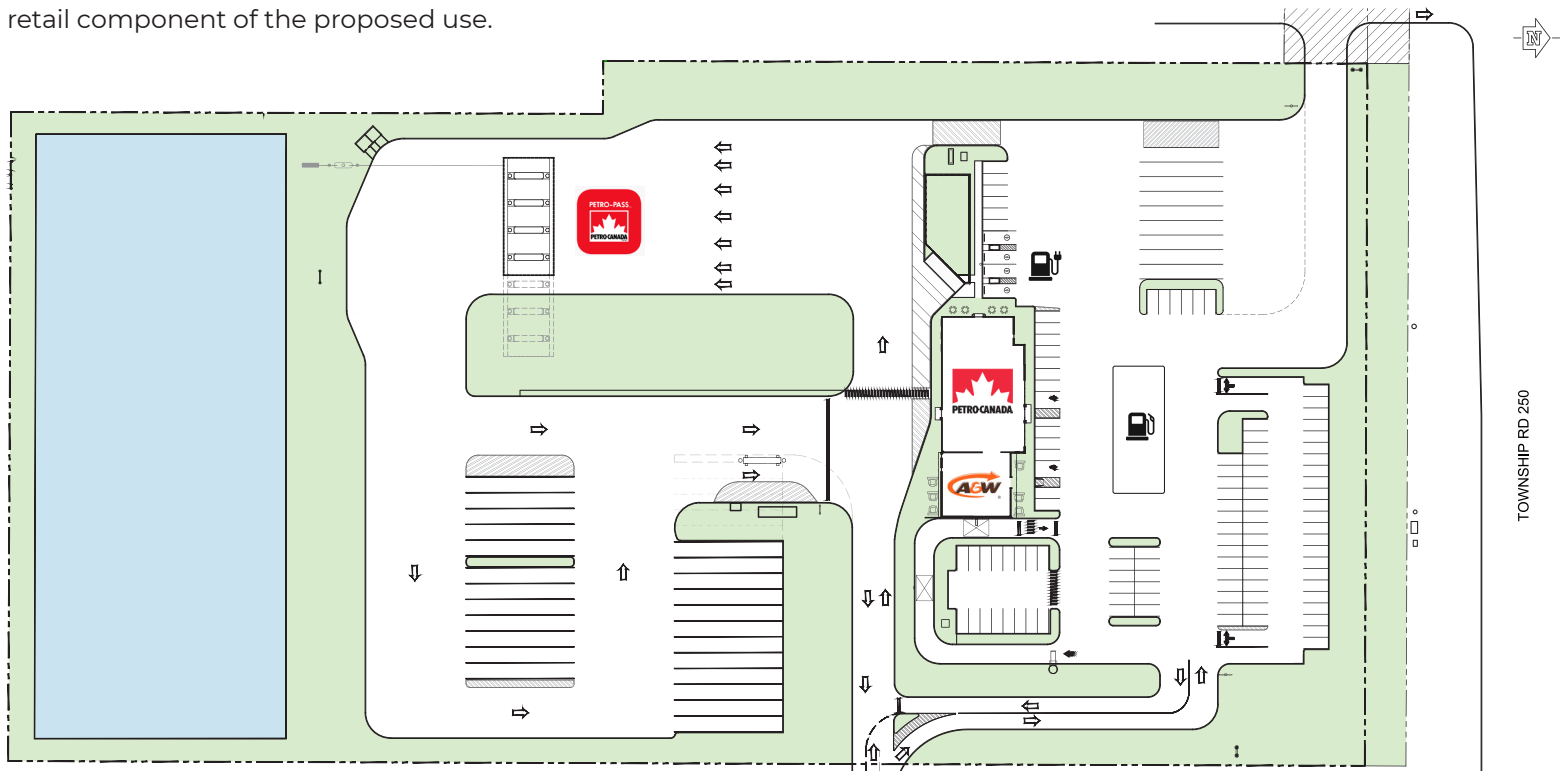 retail component of the proposed use.
N
PETRO-PASS
PETRO-CANADA
PETRO-CANADA
A&W
TOWNSHIP RD 250